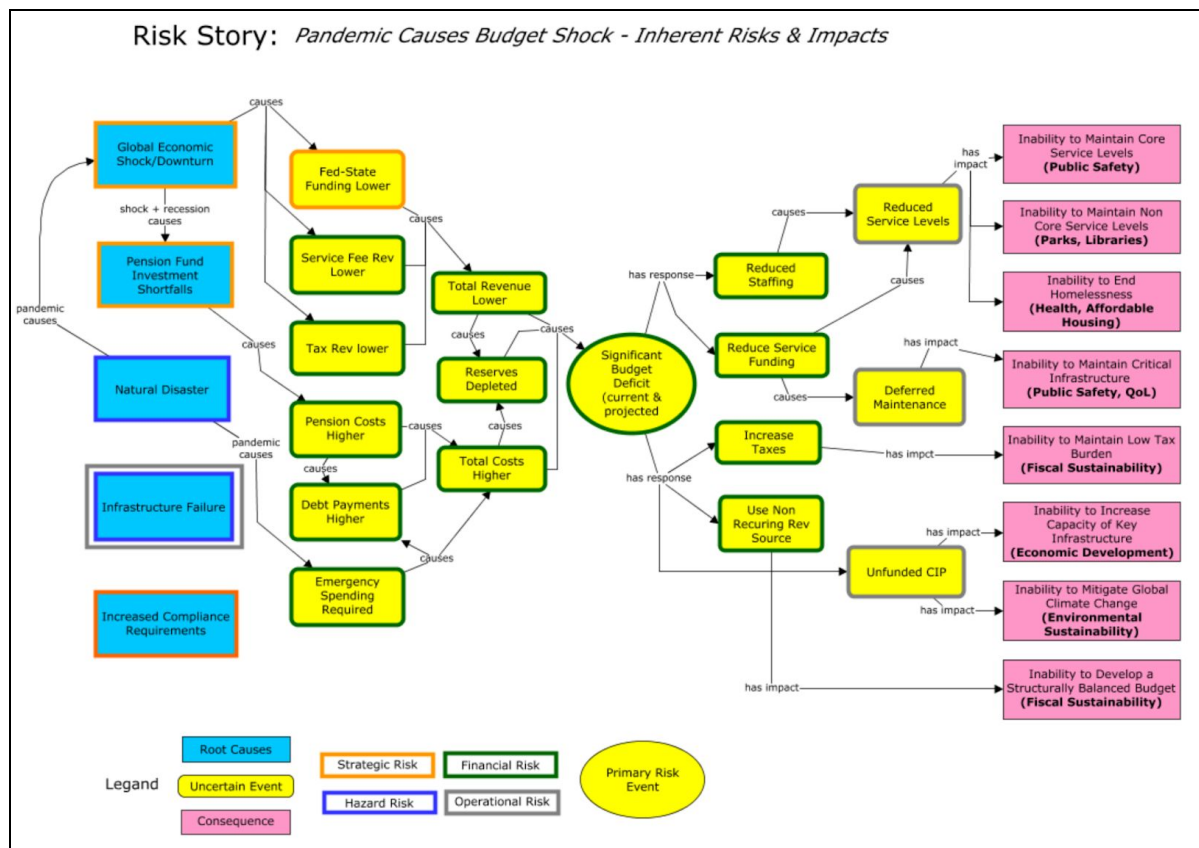 Risk Story: Pandemic Causes Budget Shock - Inherent Risks & Impacts
causes
Global Economic
Shock/Downturn
shock + recession
causes
Pension Fund
Investment
Shortfalls
pandemic
causes
Natural Disaster
pandemic
causes
Infrastructure Failure
Increased Compliance
Requirements
Fed-State
Funding Lower
causes
Service Fee Rev
Lower
Tax Rev lower
causes
Pension Costs
Higher
causes
causes
Debt Payments
Higher
causes
Emergency
Spending
Required
Total Revenue
Lower
causes
causes
Reserves
Depleted
causes
Total Costs
Higher
Significant
Budget
Deficit
(current &
projected
has response
Reduced
Staffing
causes
Reduced
Service Levels
causes
Reduce Service
Funding
causes
Deferred
Maintenance
has impact
has response
Increase
Taxes
has impct
Use Non
Recuring Rev
Source
Unfunded CIP
has impact
has impact
has impact
has
impact
Inability to Maintain Core
Service Levels
(Public Safety)
Inability to Maintain Non
Core Service Levels
(Parks, Libraries)
Inability to End
Homelessness
(Health, Affordable
Housing)
Inability to Maintain Critical
Infrastructure
(Public Safety, QoL)
Inability to Maintain Low Tax
Burden
(Fiscal Sustainability)
Inability to Increase
Capacity of Key
Infrastructure
(Economic Development)
Inability to Mitigate Global
Climate Change
(Environmental
Sustainability)
Inability to Develop a
Structurally Balanced Budget
(Fiscal Sustainability)
Legand
Root Causes
Uncertain Event
Consequence
Strategic Risk
Financial Risk
Hazard Risk
Operational Risk
Primary Risk
Event